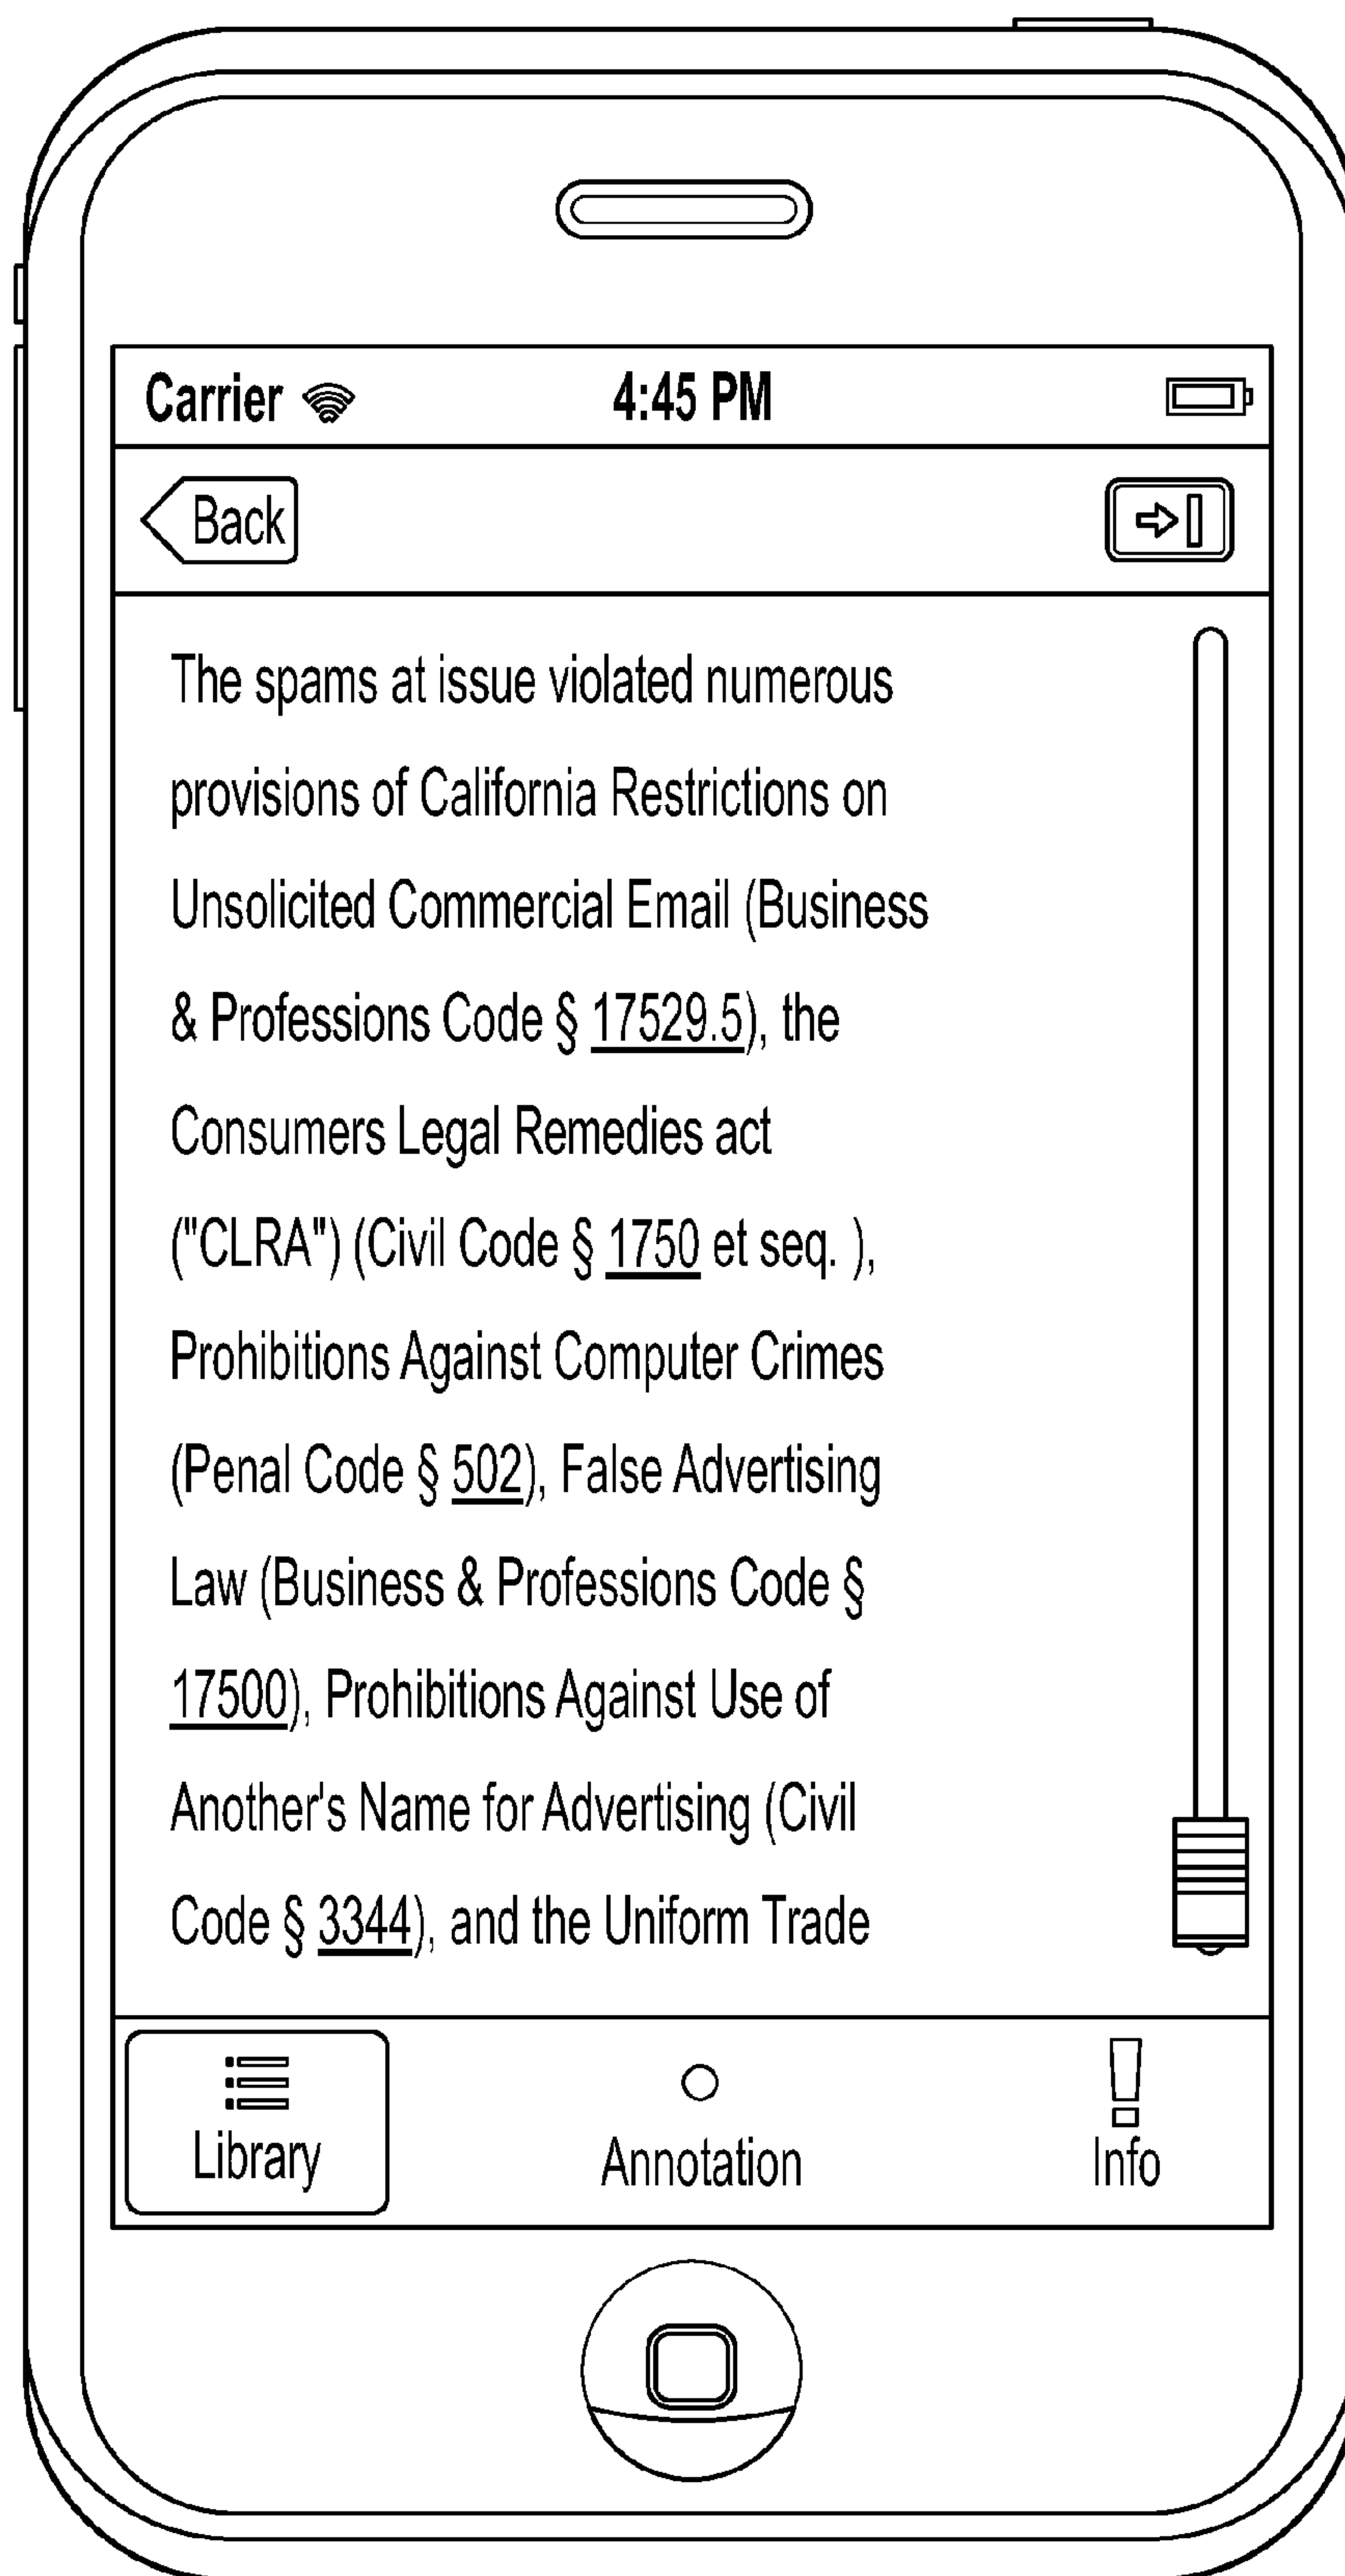 Carrier 4:45 PM
Back
The spams at issue violated numerous
provisions of California Restrictions on
Unsolicited Commercial Email (Business
& Professions Code § 17529.5), the
Consumers Legal Remedies act
("CLRA") (Civil Code § 1750 et seq. ),
Prohibitions Against Computer Crimes
(Penal Code § 502), False Advertising
Law (Business & Professions Code §
17500), Prohibitions Against Use of
Another's Name for Advertising (Civil
Code § 3344), and the Uniform Trade
Library Annotation Info